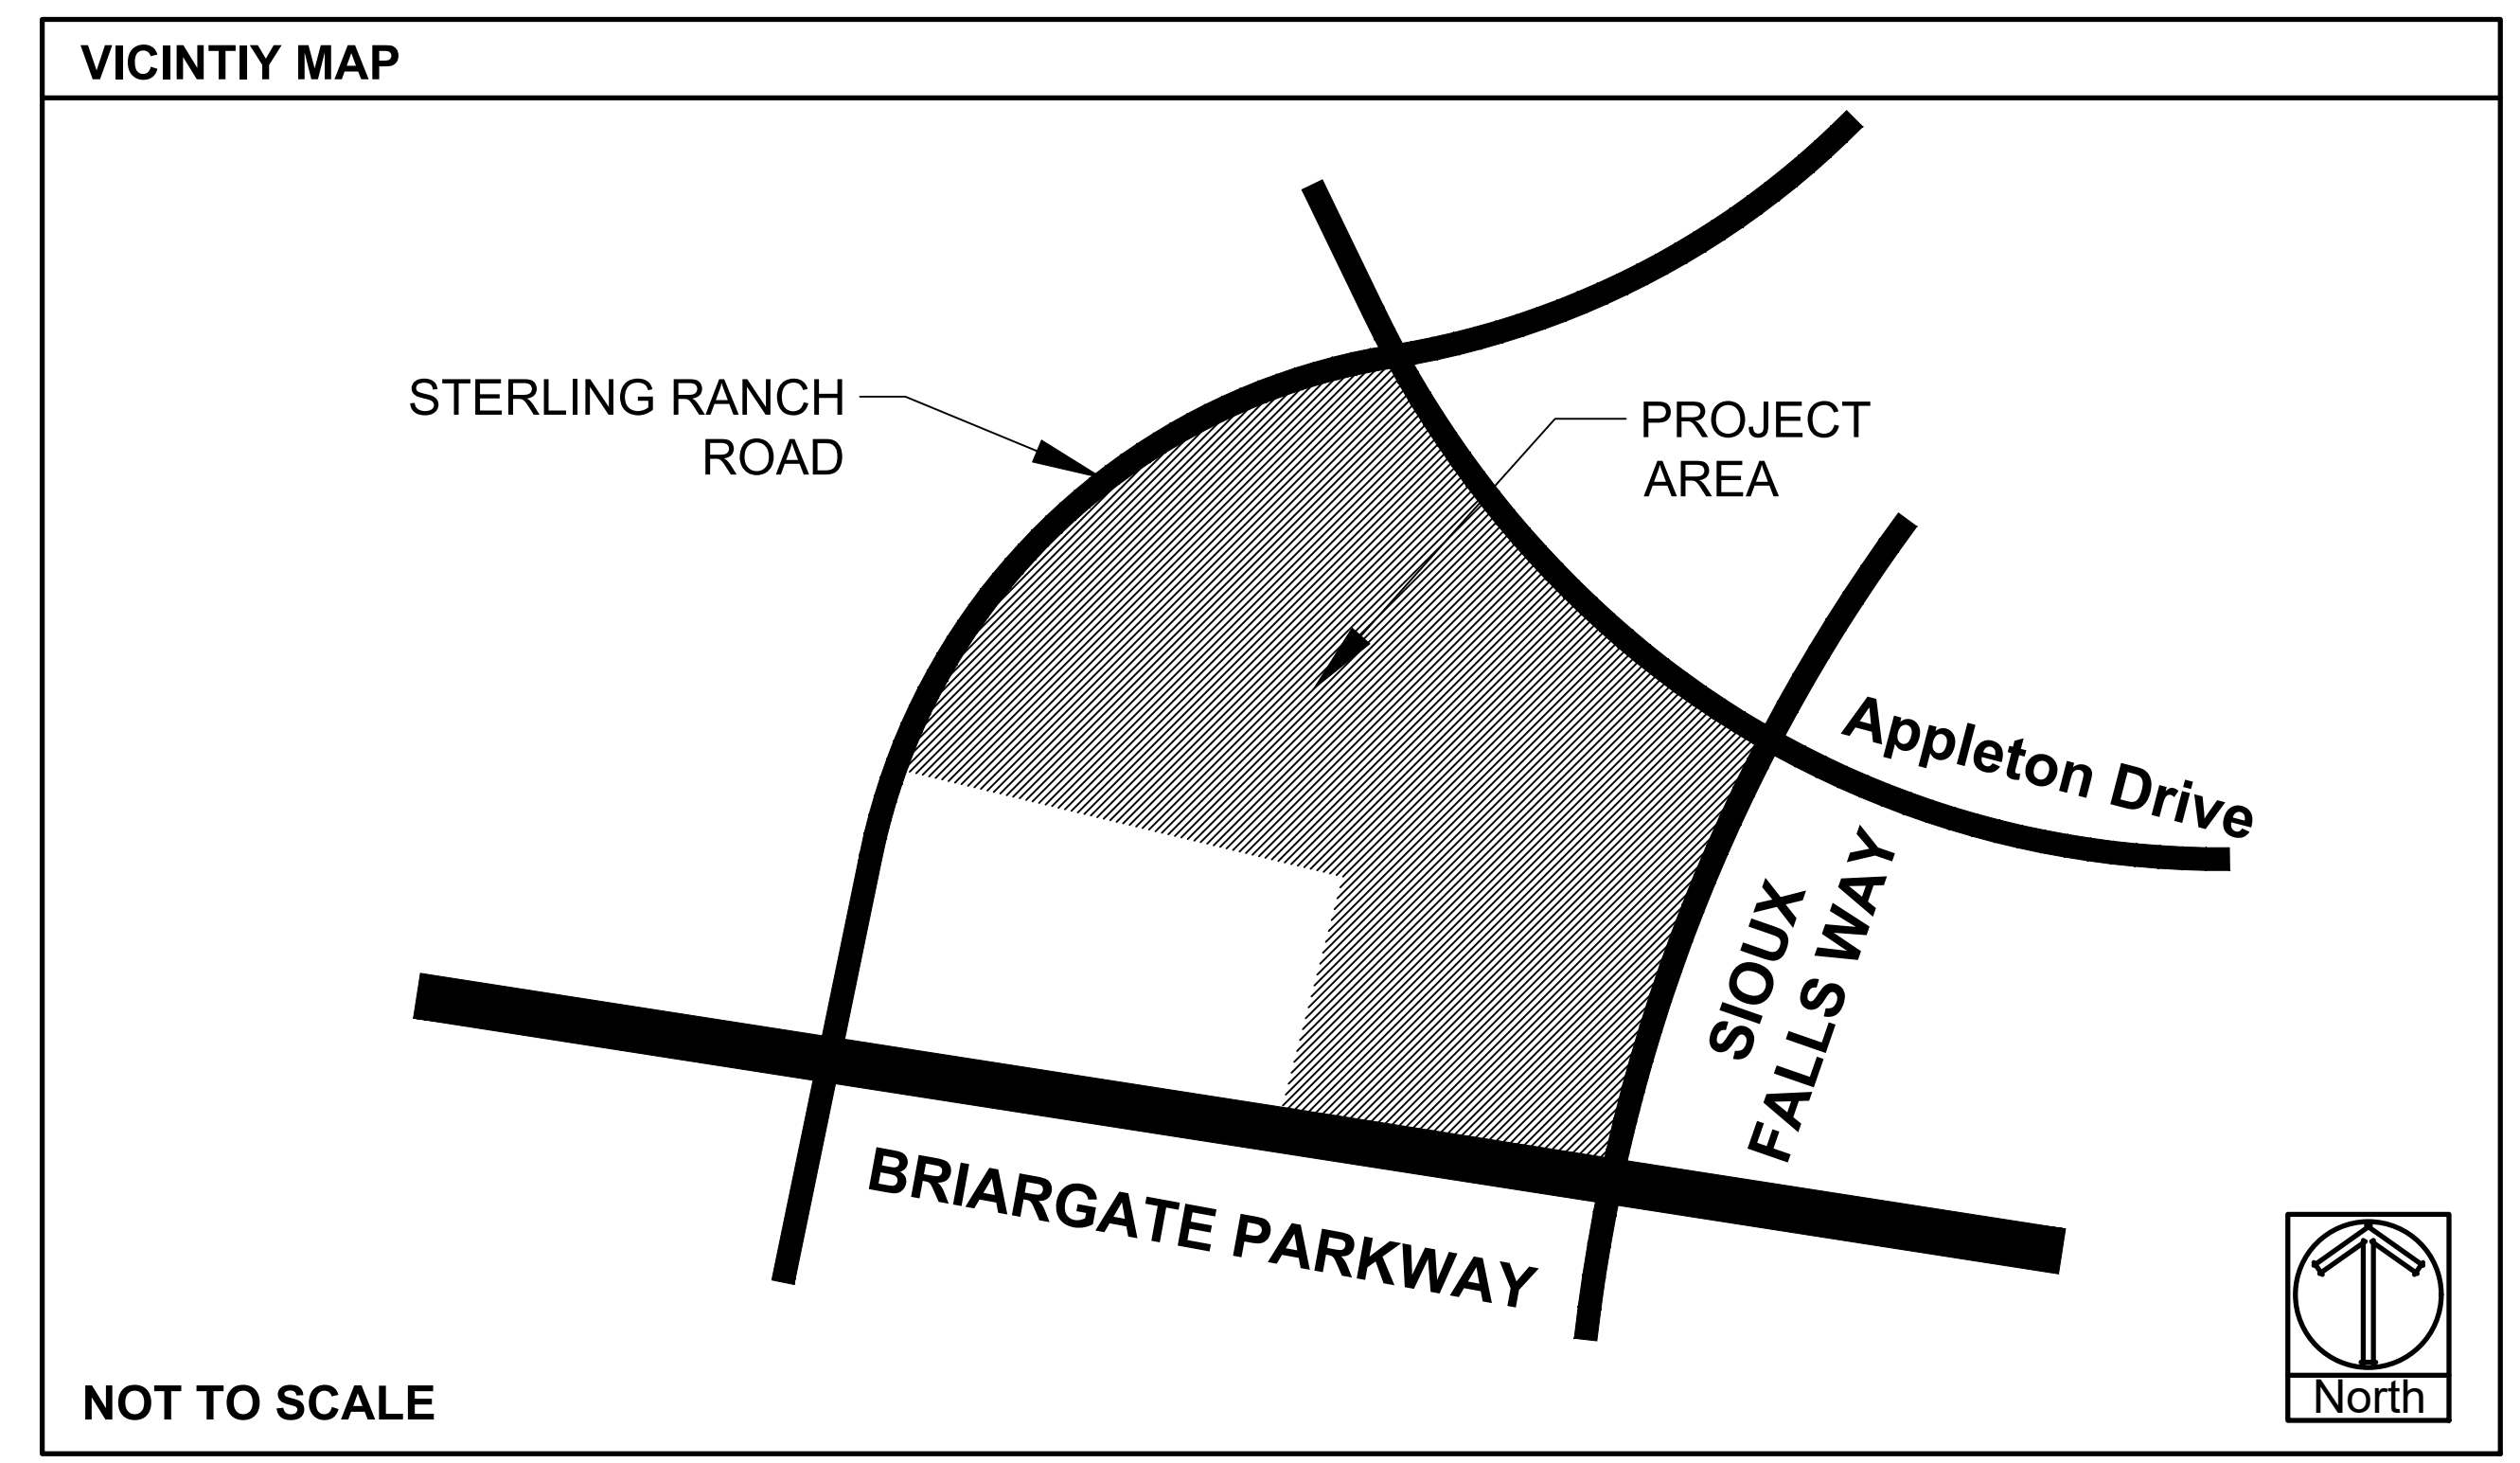 VICINTIY MAP
STERLING RANCH
ROAD
PROJECT
AREA
Appleton Drive
SIOUX
FALLS WAY
BRIARGATE PARKWAY
NOT TO SCALE
North